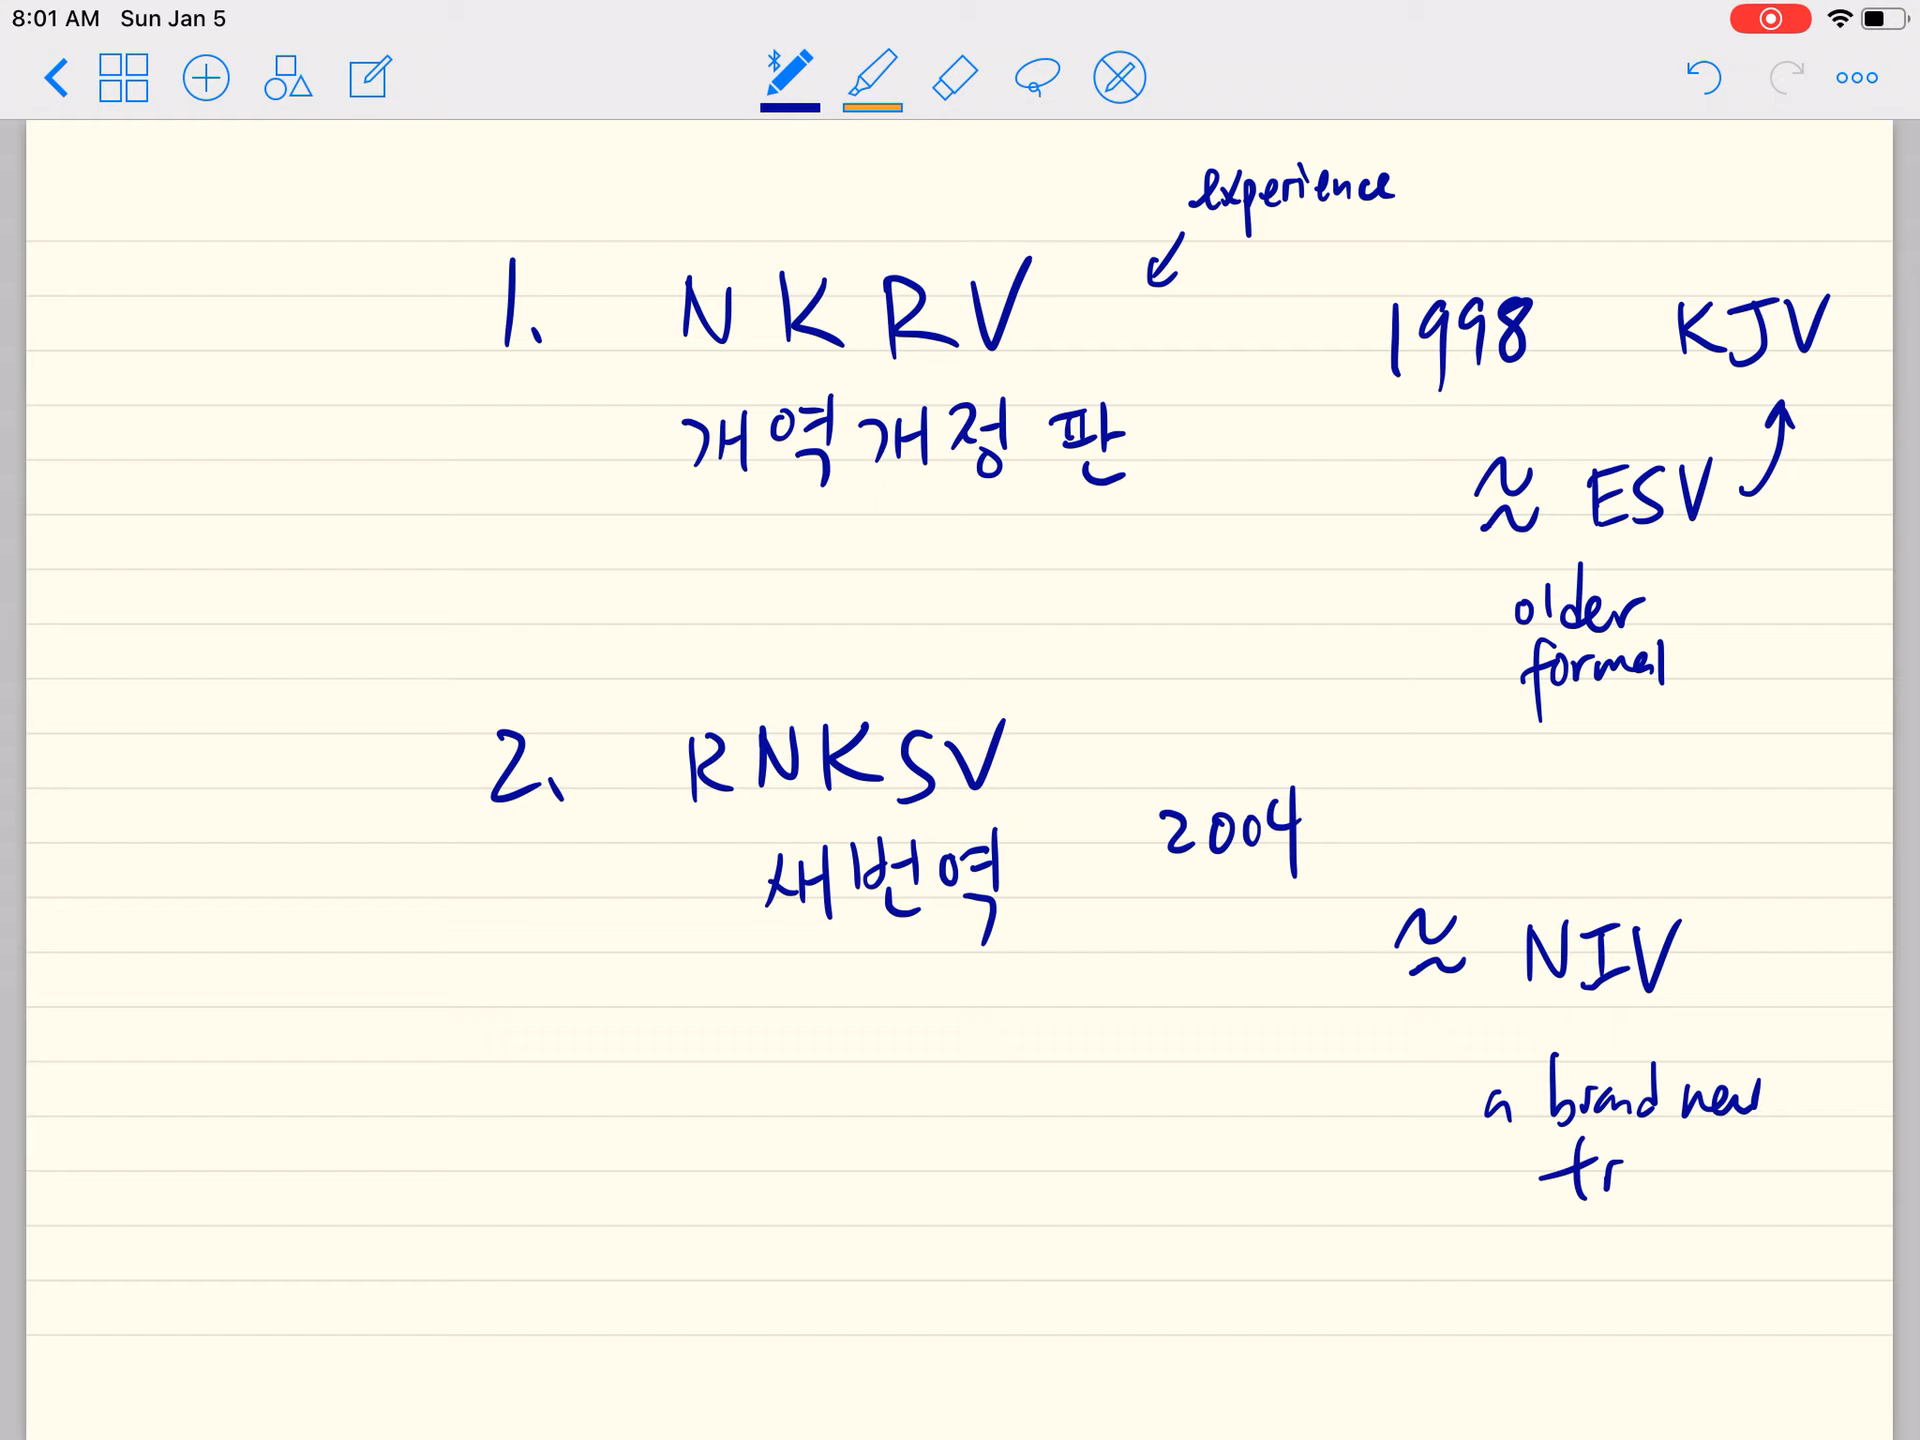 8:01 AM Sun Jan 5
experience
1. NKRV
1998 KJV
개역개정판
≈ ESV
older
formal
2. RNKSV
2004
새번역
≈ NIV
a brand new
tr